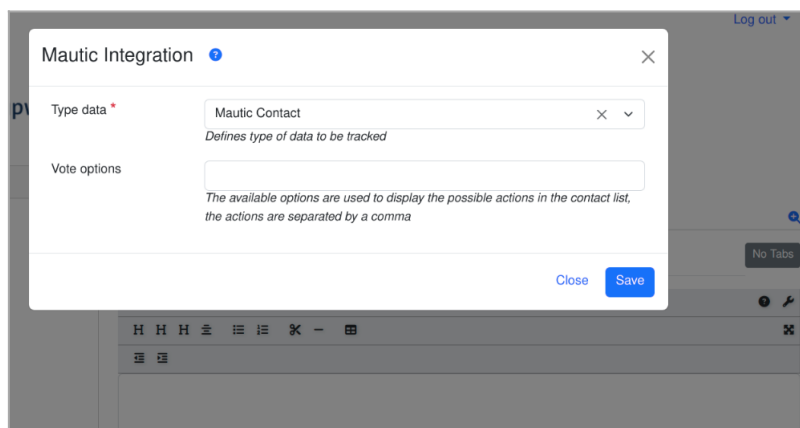 Log out
Mautic Integration
Type data *
Mautic Contact
Defines type of data to be tracked
Vote options
The available options are used to display the possible actions in the contact list,
the actions are separated by a comma
No Tabs
Close
Save
H H H